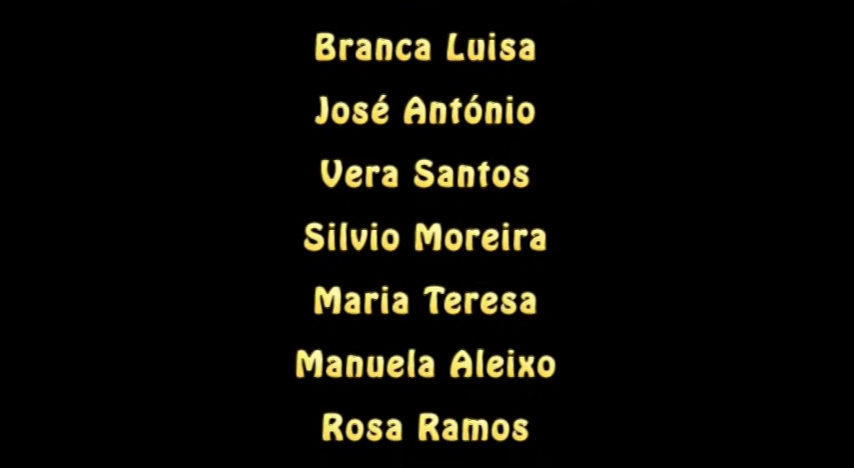 Branca Luisa
José António
Vera Santos
Silvio Moreira
Maria Teresa
Manuela Aleixo
Rosa Ramos